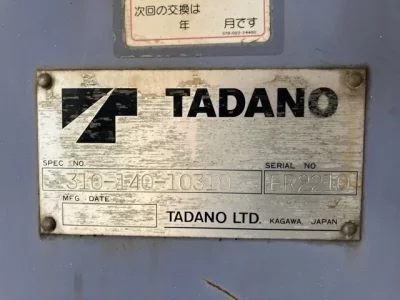 次回の交換は
年 月です
TADANO
SPEC. NO. SERIAL NO
310-140-10310
MFG. DATE
TADANO LTD. KAGAWA, JAPAN